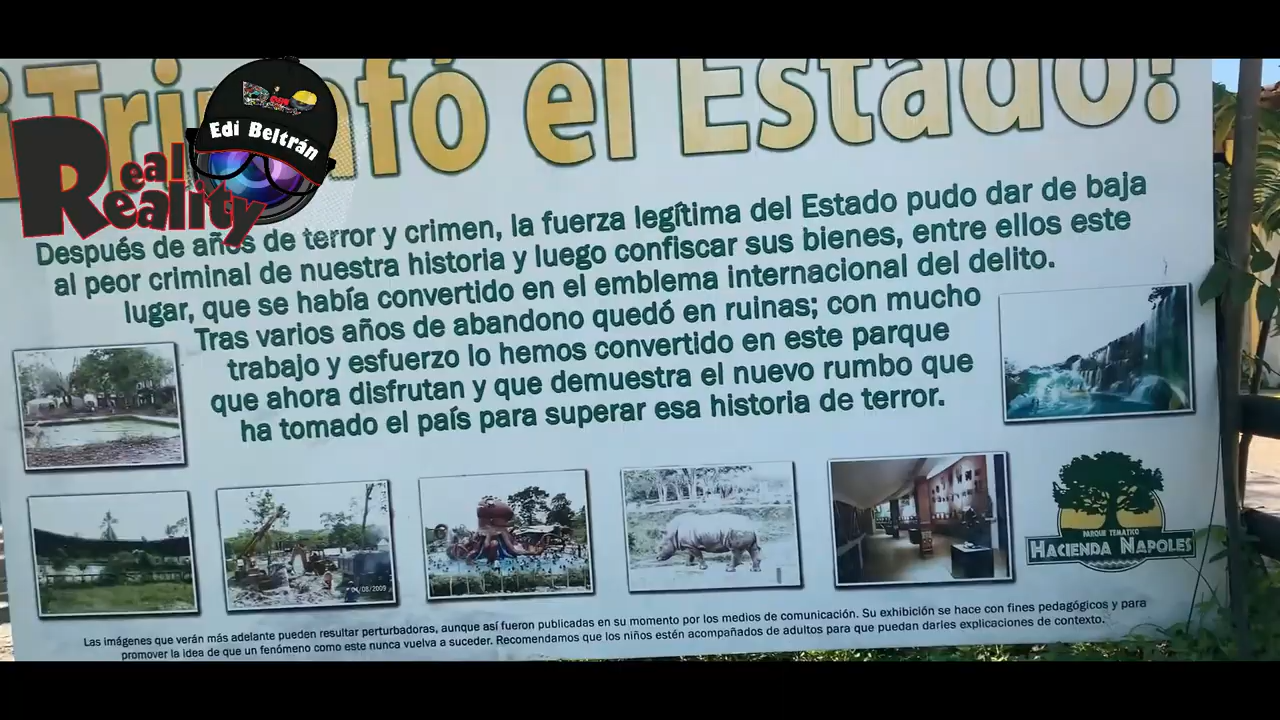 ¡Triunfó el Estado!
Edi Beltrán
Real
Reality
Después de años de terror y crimen, la fuerza legítima del Estado pudo dar de baja
al peor criminal de nuestra historia y luego confiscar sus bienes, entre ellos este
lugar, que se había convertido en el emblema internacional del delito.
Tras varios años de abandono quedó en ruinas; con mucho
trabajo y esfuerzo lo hemos convertido en este parque
que ahora disfrutan y que demuestra el nuevo rumbo que
ha tomado el país para superar esa historia de terror.
04/08/2009
PARQUE TEMÁTICO
HACIENDA NAPOLES
Las imágenes que verán más adelante pueden resultar perturbadoras, aunque así fueron publicadas en su momento por los medios de comunicación. Su exhibición se hace con fines pedagógicos y para
promover la idea de que un fenómeno como este nunca vuelva a suceder. Recomendamos que los niños estén acompañados de adultos para que puedan darles explicaciones de contexto.